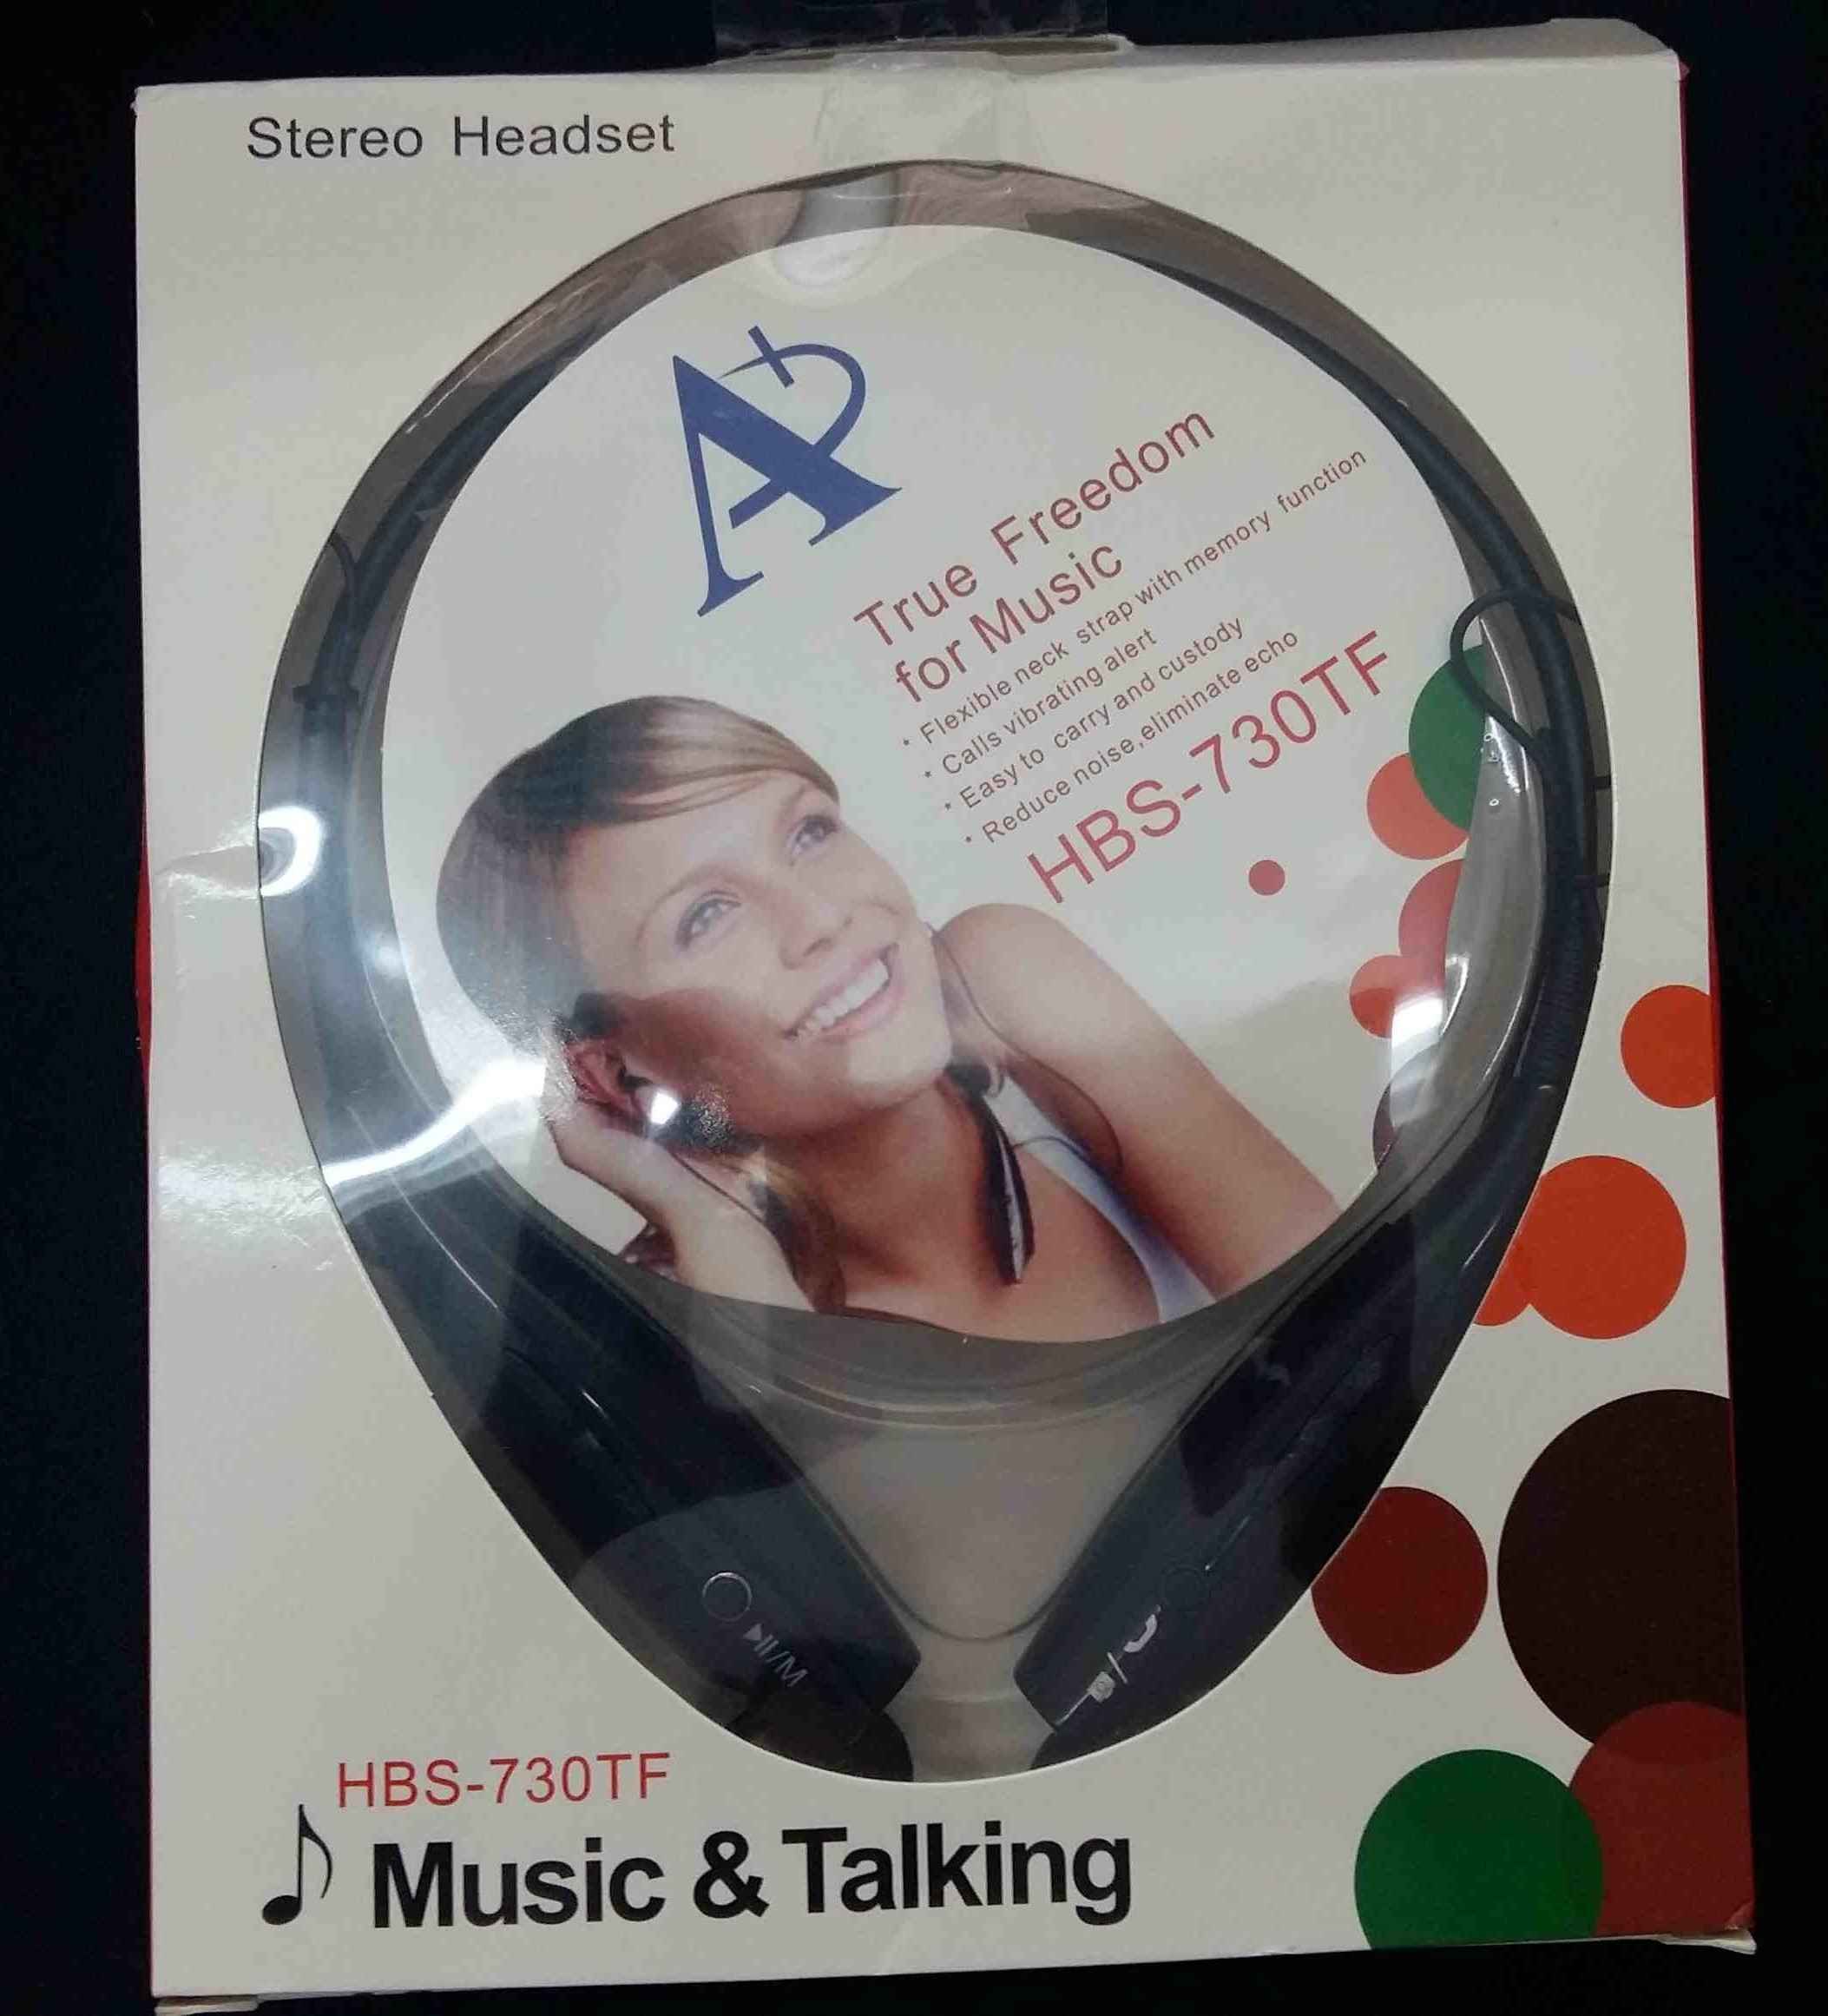 Stereo Headset
A+
True Freedom
for Music
· Flexible neck strap with memory function
· Calls vibrating alert
· Easy to carry and custody
· Reduce noise,eliminate echo
HBS-730TF
/M
/
HBS-730TF
Music & Talking